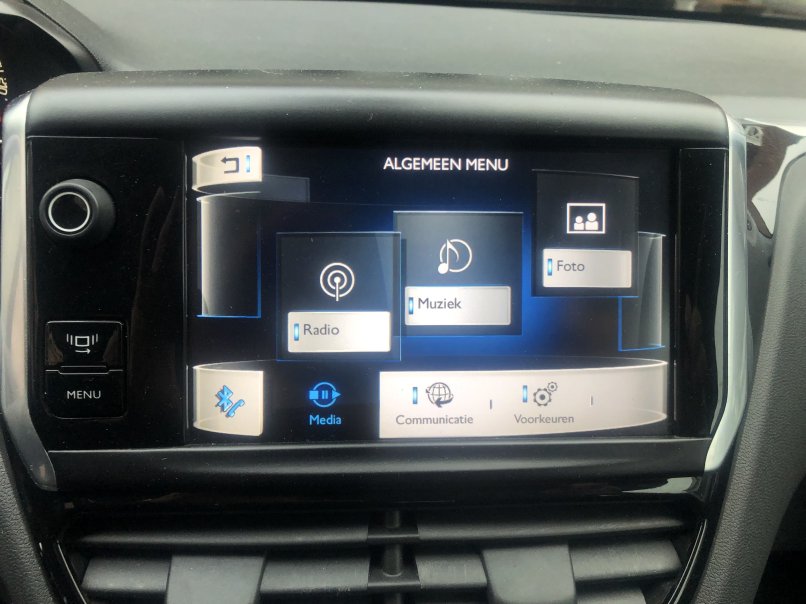 ALGEMEEN MENU
Foto
Muziek
Radio
MENU
Media
Communicatie
Voorkeuren